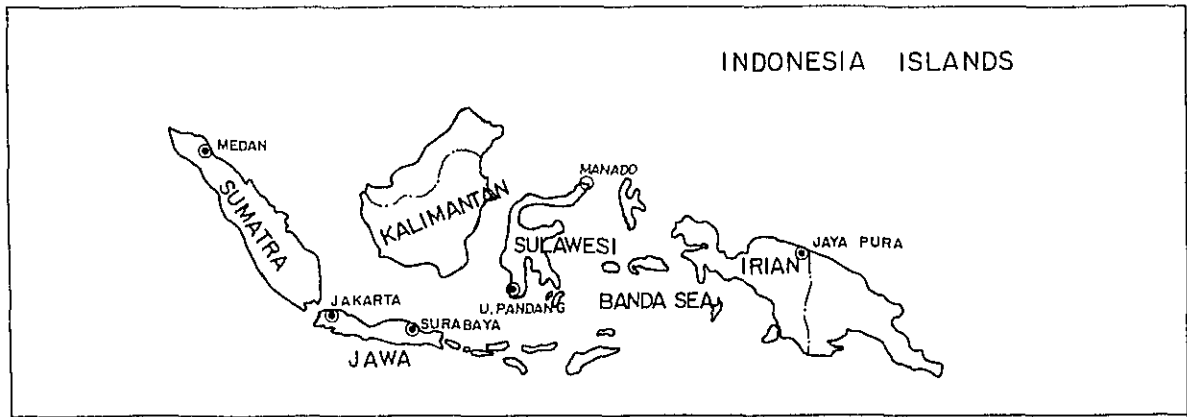 INDONESIA ISLANDS
MEDAN
SUMATRA
KALIMANTAN
MANADO
SULAWESI
JAYA PURA
IRIAN
BANDA SEA
U. PANDANG
JAKARTA
SURABAYA
JAWA